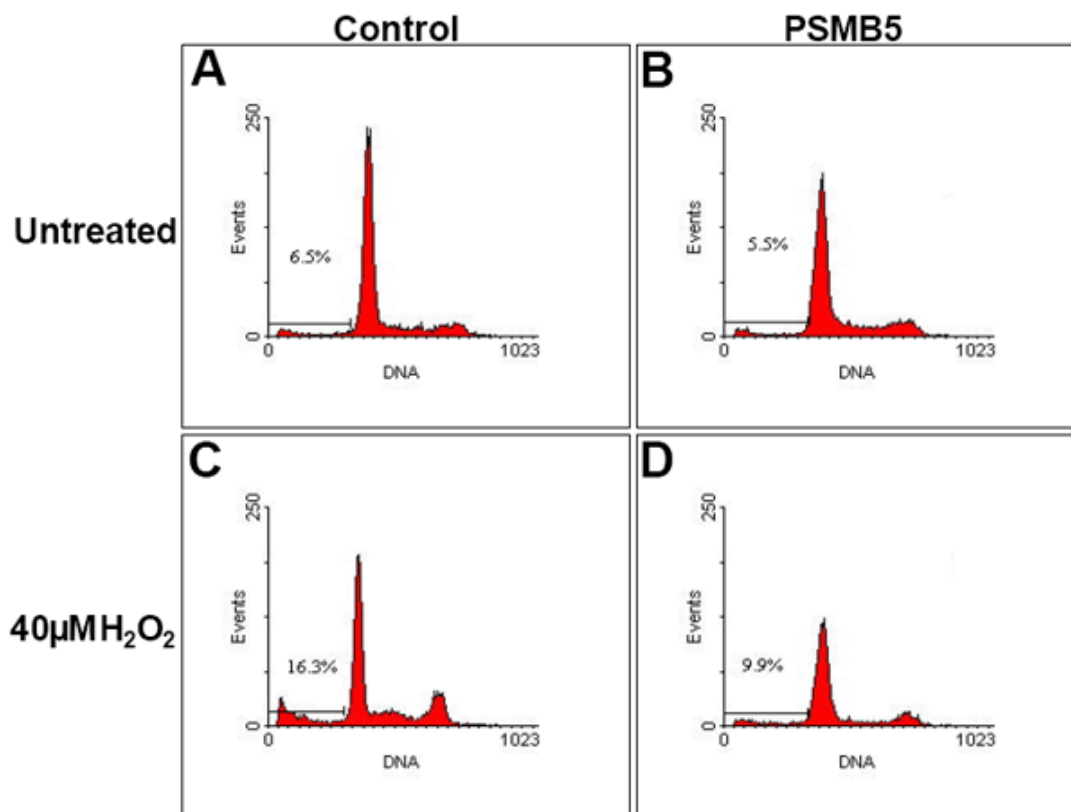 Control
PSMB5
Untreated
A
250
Events
6.5%
0
0
1023
DNA
B
250
Events
5.5%
0
0
1023
DNA
40µMH₂O₂
C
250
Events
16.3%
0
0
1023
DNA
D
250
Events
9.9%
0
0
1023
DNA